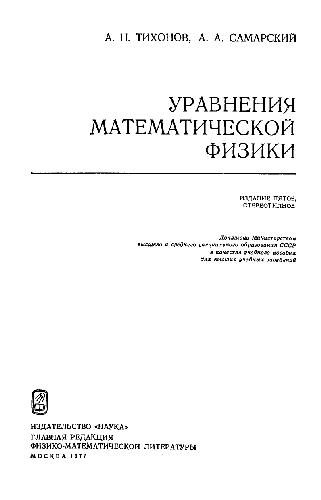 А. Н. ТИХОНОВ, А. А. САМАРСКИЙ
УРАВНЕНИЯ
МАТЕМАТИЧЕСКОЙ
ФИЗИКИ
ИЗДАНИЕ ПЯТОЕ,
СТЕРЕОТИПНОЕ
Допущено Министерством
высшего и среднего специального образования СССР
в качестве учебного пособия
для высших учебных заведений
ИЗДАТЕЛЬСТВО «НАУКА»
ГЛАВНАЯ РЕДАКЦИЯ
ФИЗИКО-МАТЕМАТИЧЕСКОЙ ЛИТЕРАТУРЫ
МОСКВА 1977